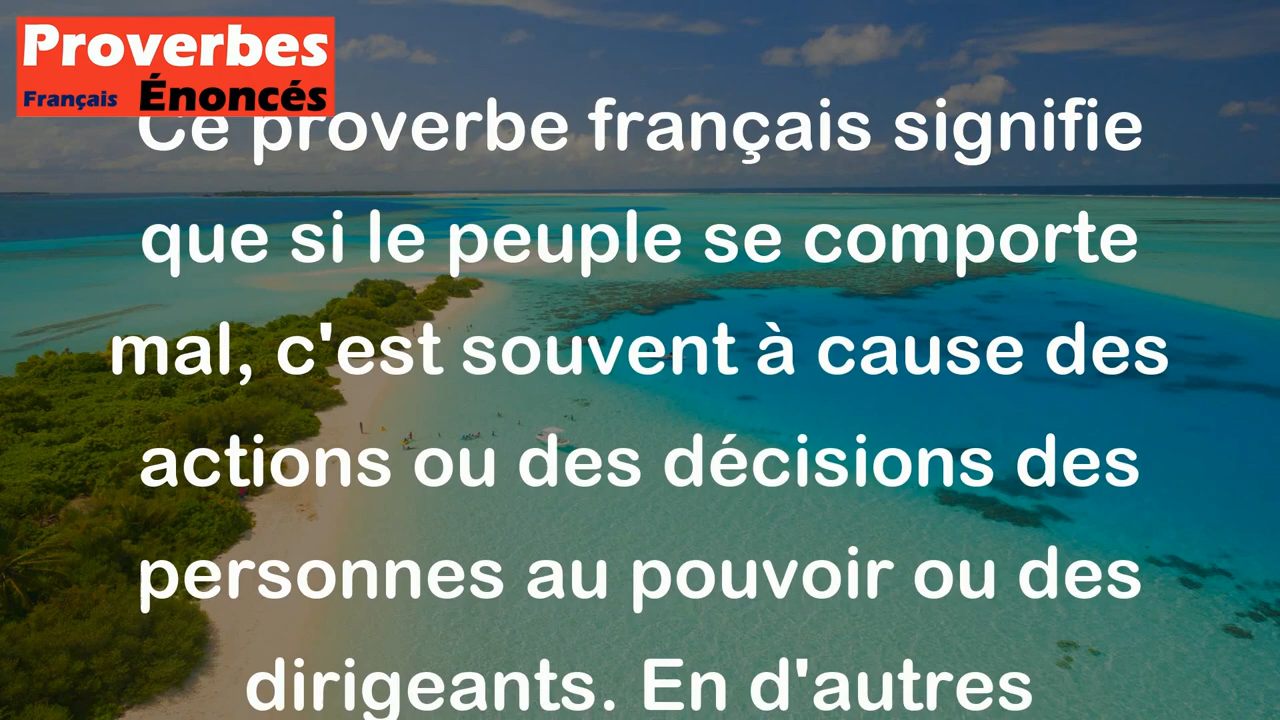 Proverbes
Français Énoncés
Ce proverbe français signifie
que si le peuple se comporte
mal, c'est souvent à cause des
actions ou des décisions des
personnes au pouvoir ou des
dirigeants. En d'autres